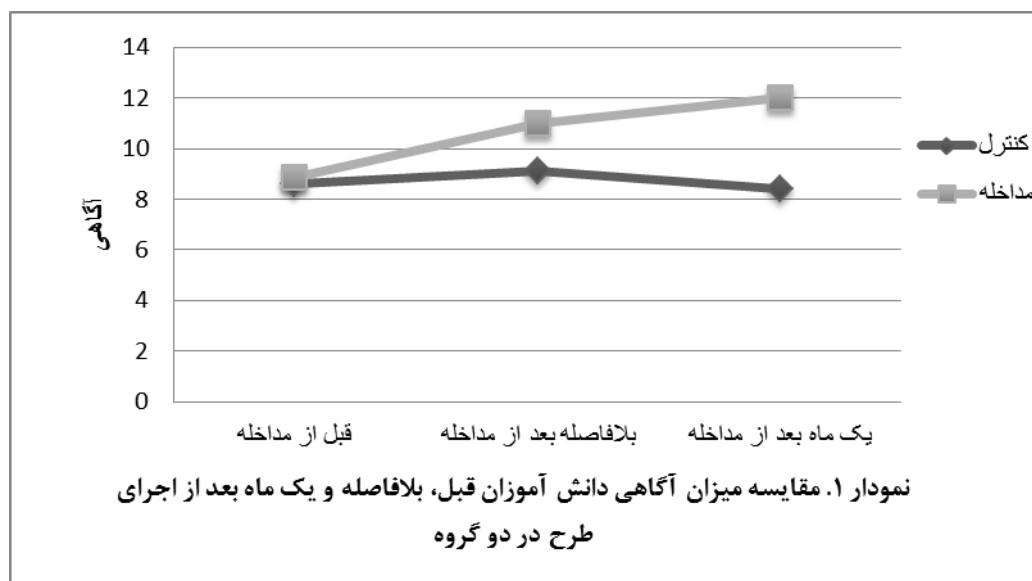 14
12
10
8
6
4
2
0
آگاهی
کنترل
مداخله
قبل از مداخله
بلافاصله بعد از مداخله
یک ماه بعد از مداخله
نمودار ۱. مقایسه میزان آگاهی دانش آموزان قبل، بلافاصله و یک ماه بعد از اجرای
طرح در دو گروه